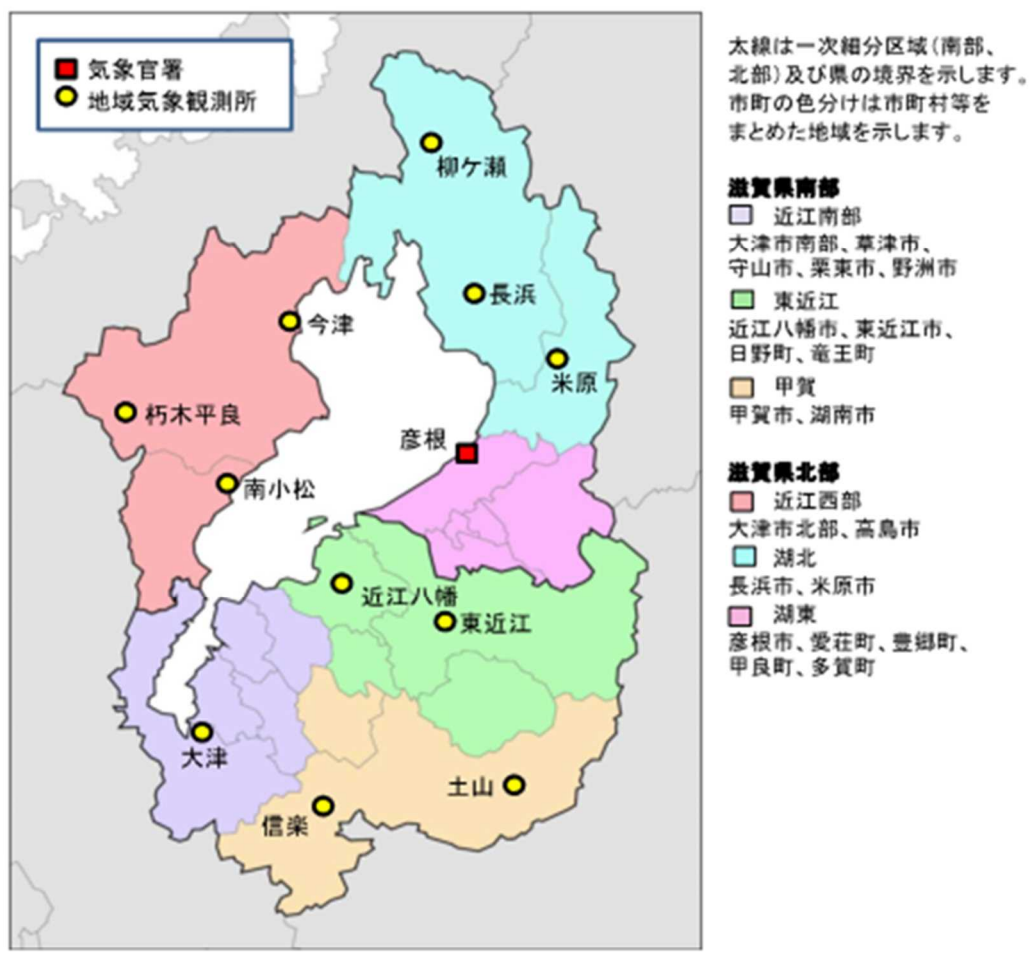 気象官署
地域気象観測所
柳ケ瀬
長浜
今津
米原
朽木平良
彦根
南小松
近江八幡
東近江
大津
土山
信楽
太線は一次細分区域(南部、
北部)及び県の境界を示します。
市町の色分けは市町村等を
まとめた地域を示します。
滋賀県南部
近江南部
大津市南部、草津市、
守山市、栗東市、野洲市
東近江
近江八幡市、東近江市、
日野町、竜王町
甲賀
甲賀市、湖南市
滋賀県北部
近江西部
大津市北部、高島市
湖北
長浜市、米原市
湖東
彦根市、愛荘町、豊郷町、
甲良町、多賀町